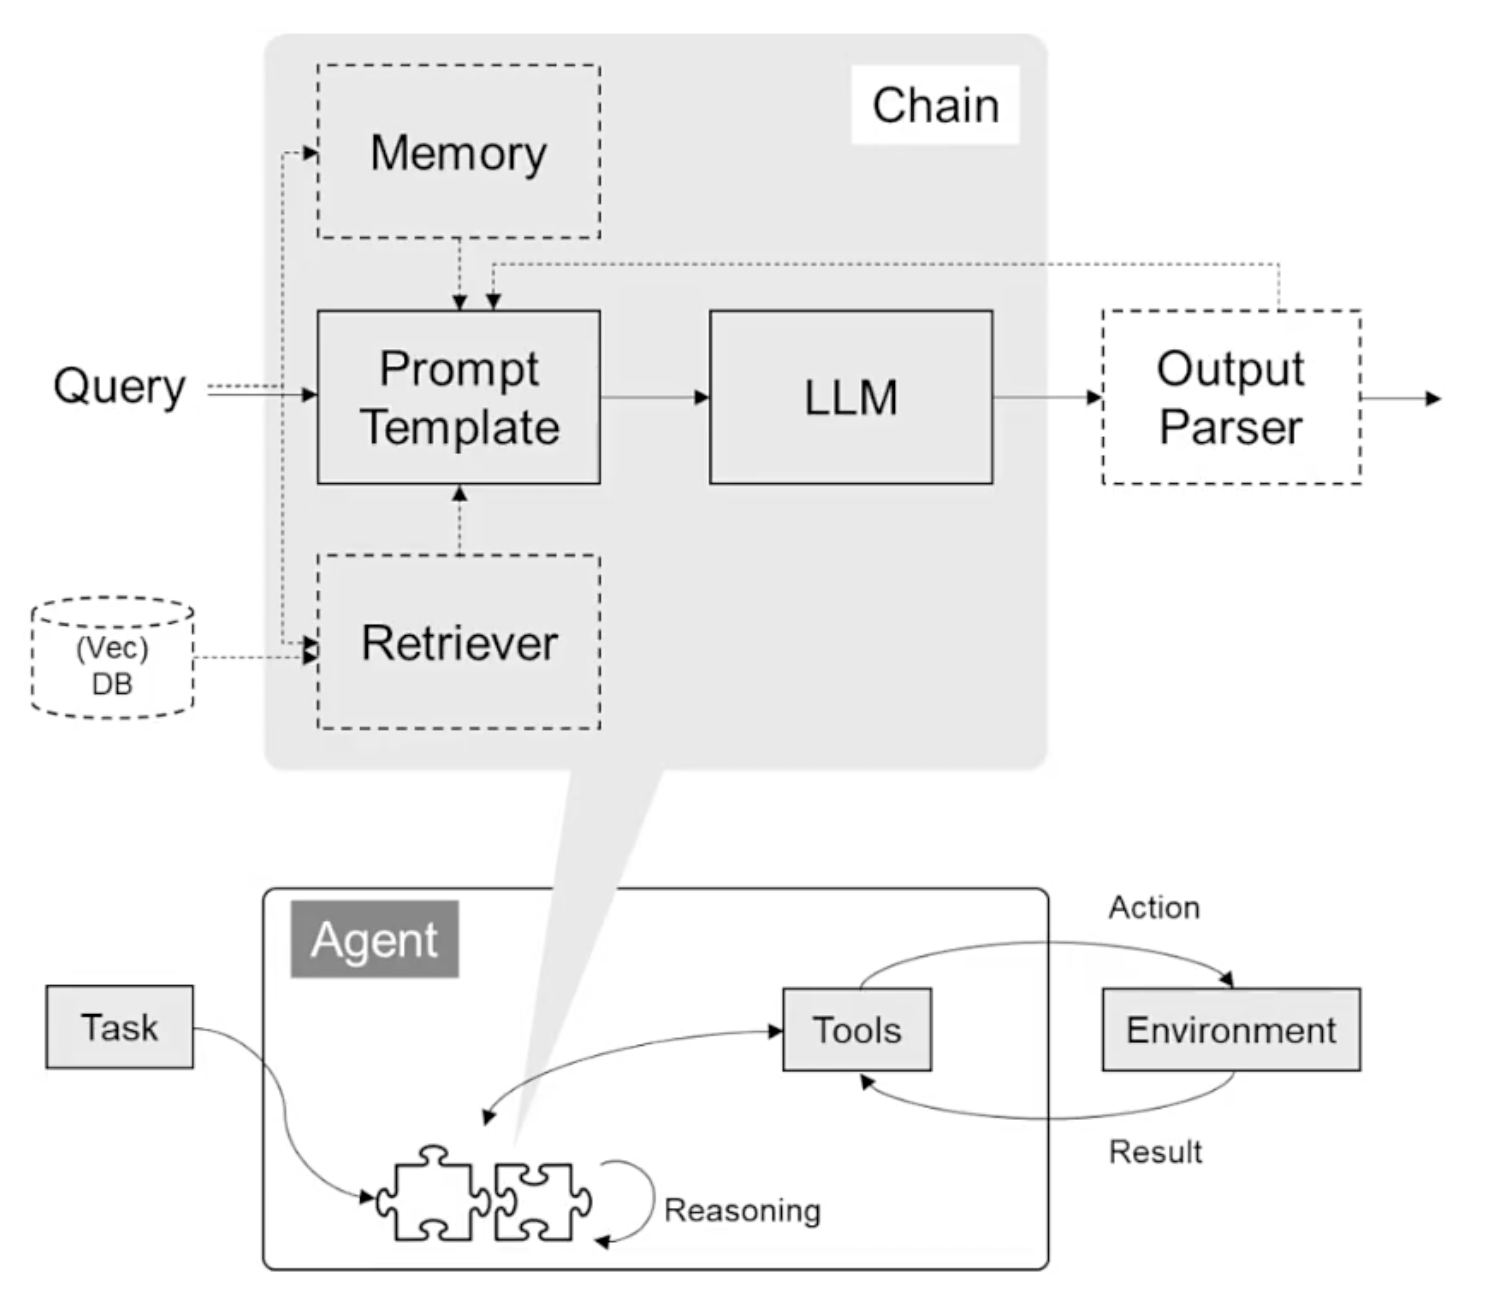 Chain
Memory
Query
Prompt
Template
LLM
Output
Parser
(Vec)
DB
Retriever
Agent
Action
Task
Tools
Environment
Result
Reasoning